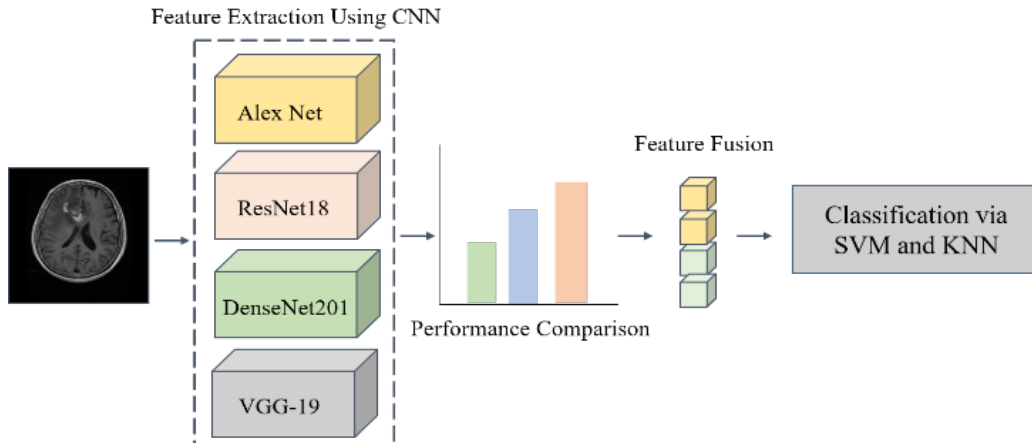 Feature Extraction Using CNN
Alex Net
ResNet18
DenseNet201
VGG-19
Performance Comparison
Feature Fusion
Classification via
SVM and KNN